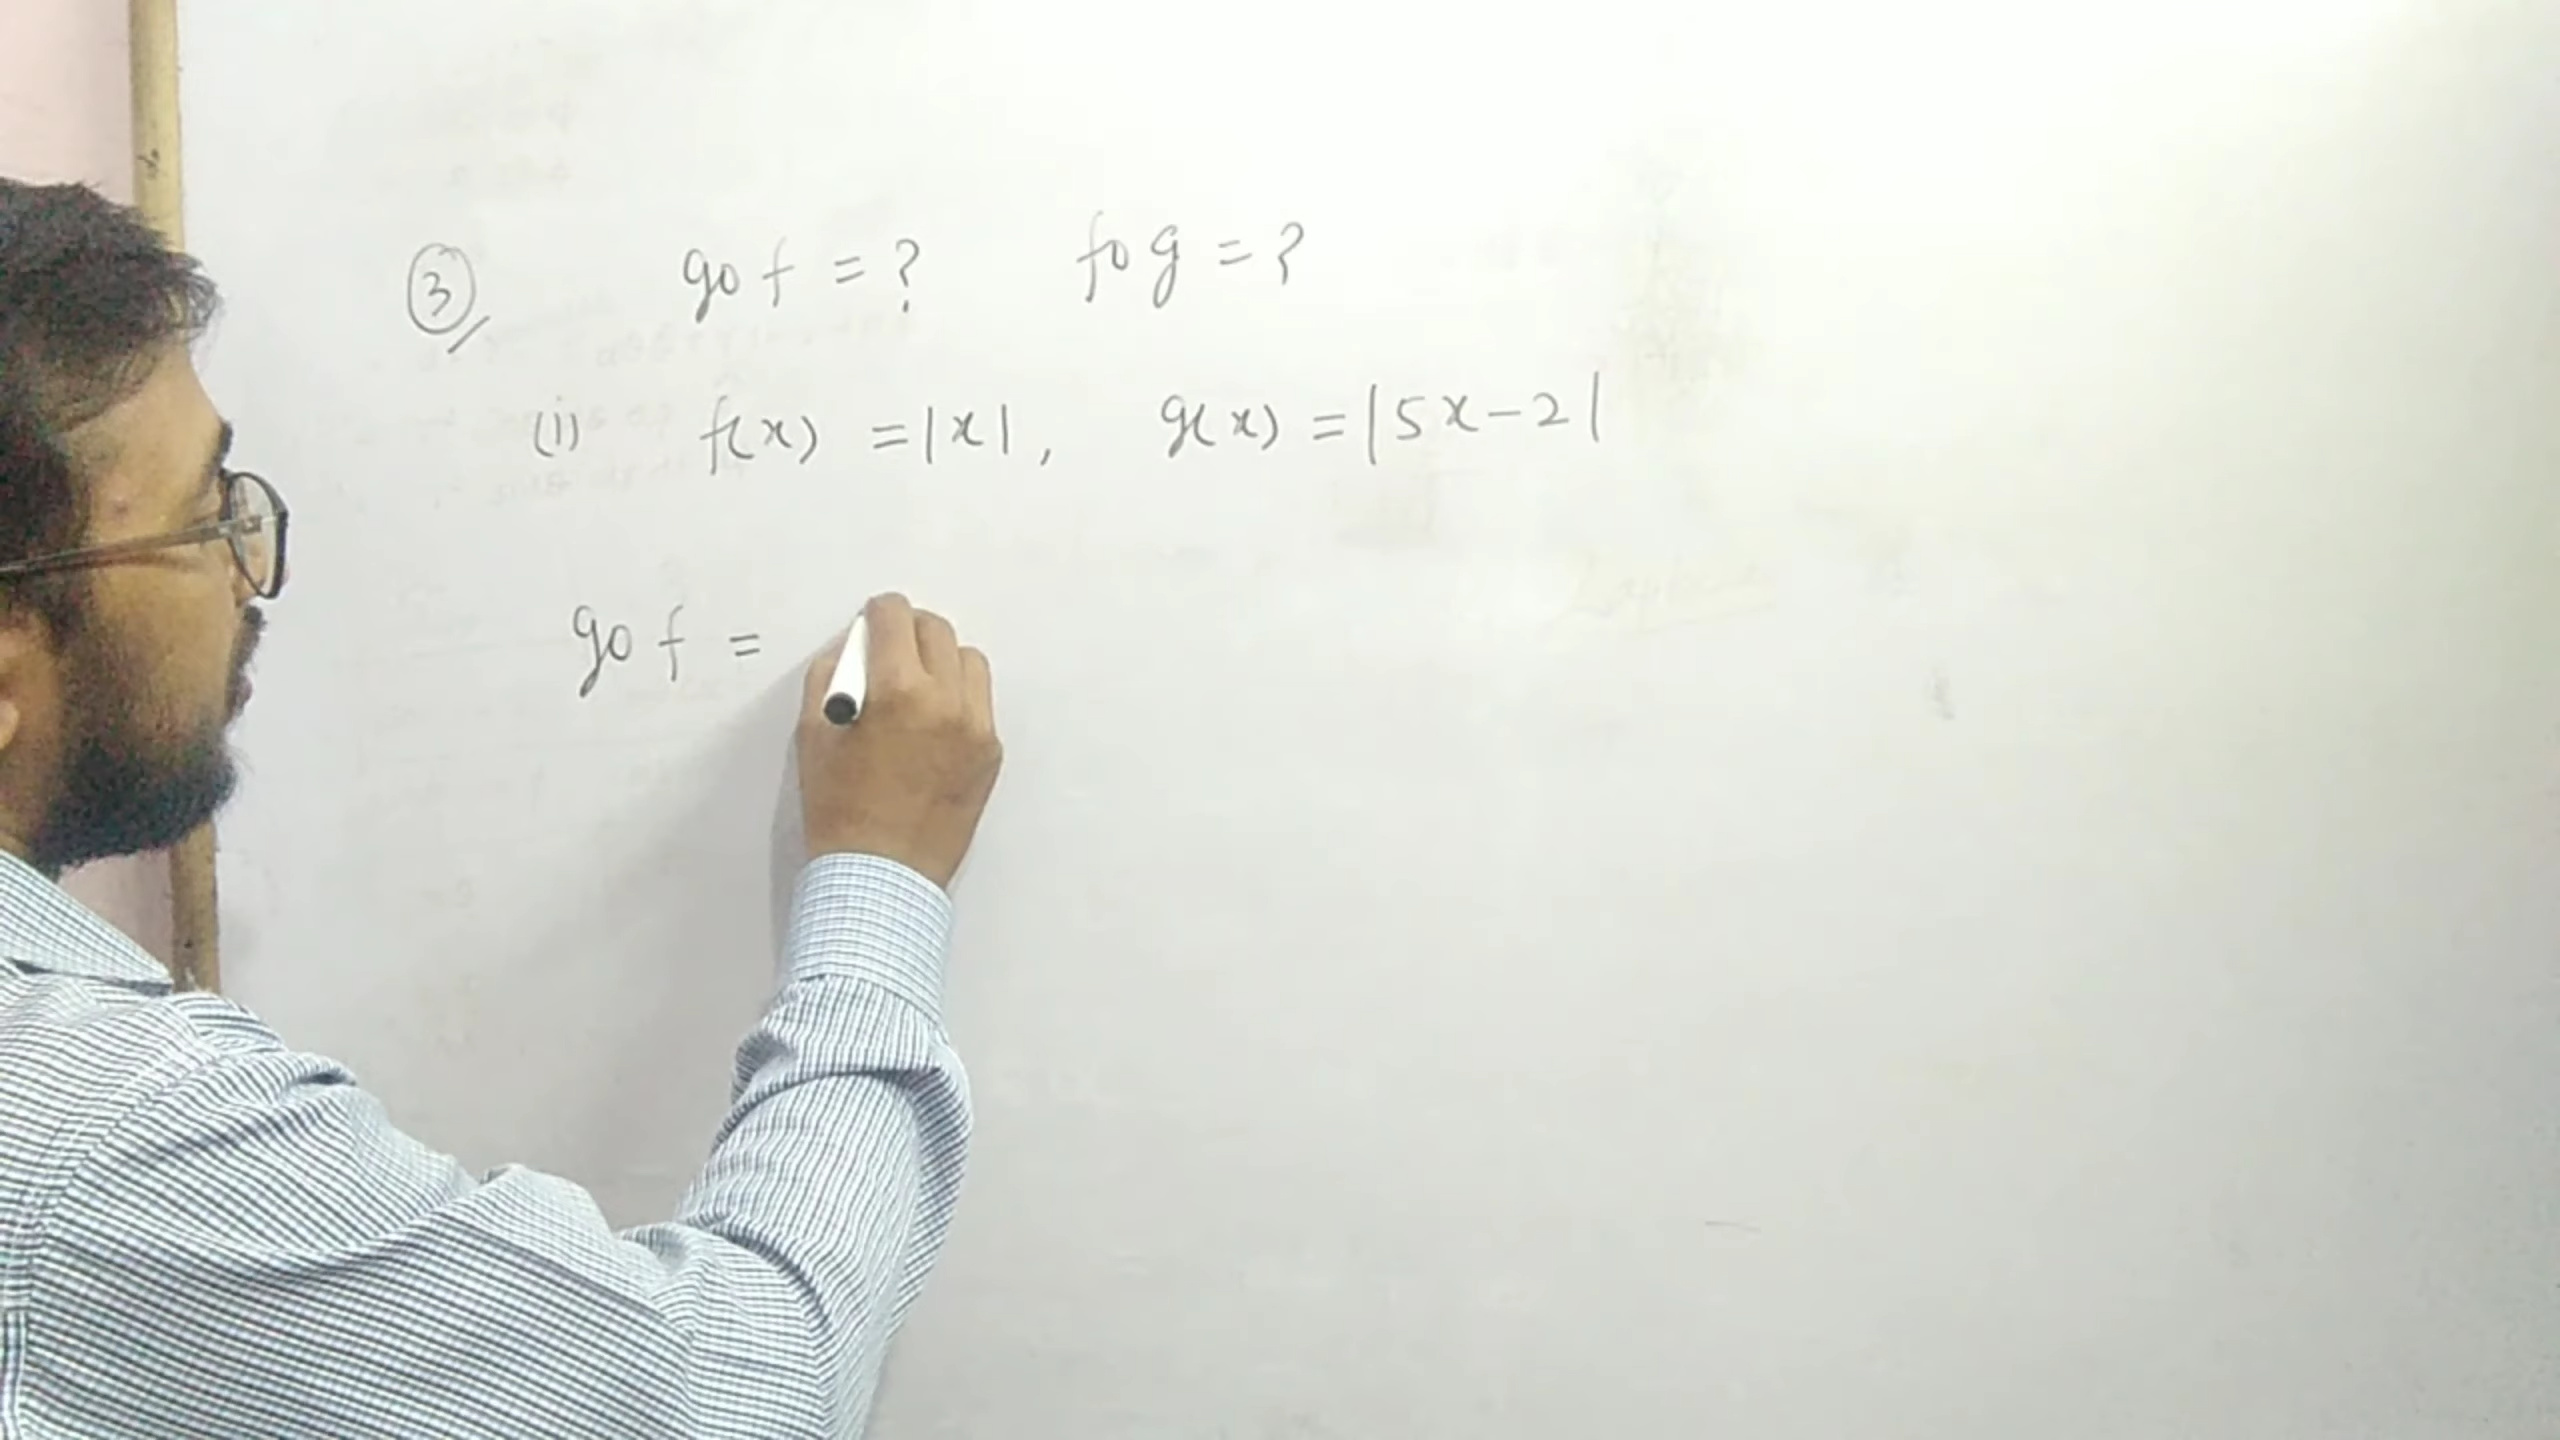 ③ gof = ? fog = ?
(i) f(x) = |x|, g(x) = |5x-2|
gof =